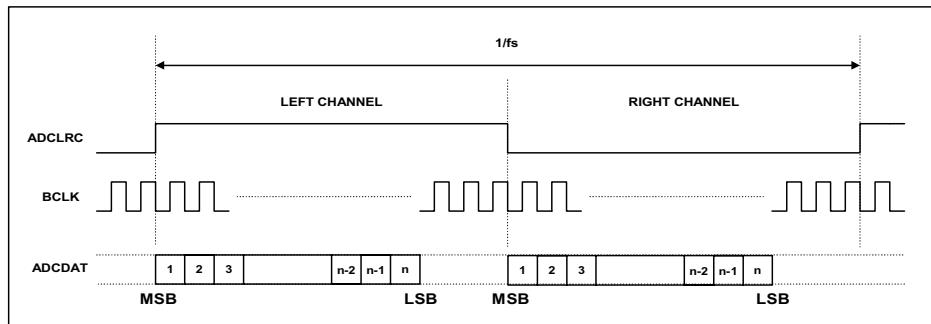 1/fs
LEFT CHANNEL RIGHT CHANNEL
ADCLRC
BCLK
ADCDAT 1 2 3 n-2 n-1 n 1 2 3 n-2 n-1 n
MSB LSB MSB LSB